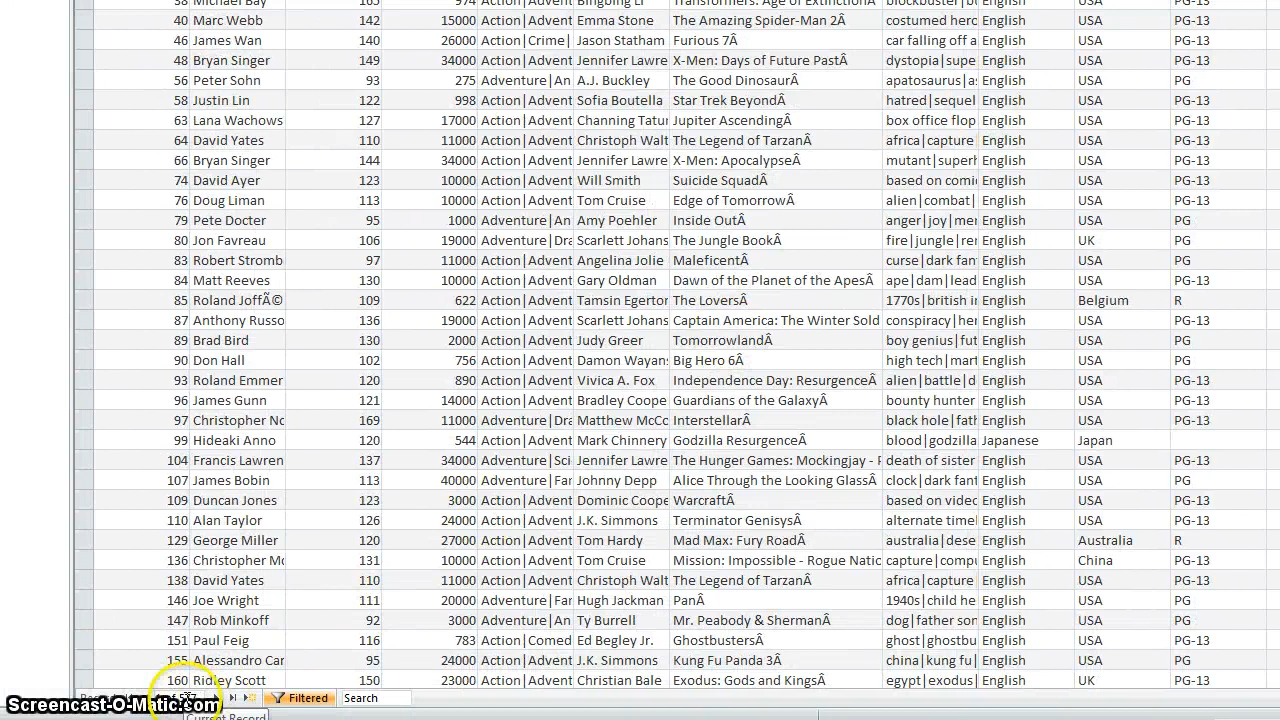 38 Michael Bay 165 974 Action|Advent Bingbing Li Transformers: Age of ExtinctionÂ blockbuster|b English USA PG-13
40 Marc Webb 142 15000 Action|Advent Emma Stone The Amazing Spider-Man 2Â costumed herc English USA PG-13
46 James Wan 140 26000 Action|Crime| Jason Statham Furious 7Â car falling off a English USA PG-13
48 Bryan Singer 149 34000 Action|Advent Jennifer Lawre X-Men: Days of Future PastÂ dystopia|supe English USA PG-13
56 Peter Sohn 93 275 Adventure|An A.J. Buckley The Good DinosaurÂ apatosaurus|a English USA PG
58 Justin Lin 122 998 Action|Advent Sofia Boutella Star Trek BeyondÂ hatred|sequel English USA PG-13
63 Lana Wachows 127 17000 Action|Advent Channing Tatur Jupiter AscendingÂ box office flop English USA PG-13
64 David Yates 110 11000 Action|Advent Christoph Walt The Legend of TarzanÂ africa|capture English USA PG-13
66 Bryan Singer 144 34000 Action|Advent Jennifer Lawre X-Men: ApocalypseÂ mutant|superh English USA PG-13
74 David Ayer 123 10000 Action|Advent Will Smith Suicide SquadÂ based on comi English USA PG-13
76 Doug Liman 113 10000 Action|Advent Tom Cruise Edge of TomorrowÂ alien|combat| English USA PG-13
79 Pete Docter 95 1000 Adventure|An Amy Poehler Inside OutÂ anger|joy|mer English USA PG
80 Jon Favreau 106 19000 Adventure|Dra Scarlett Johans The Jungle BookÂ fire|jungle|rer English UK PG
83 Robert Stromb 97 11000 Action|Advent Angelina Jolie MaleficentÂ curse|dark fan English USA PG
84 Matt Reeves 130 10000 Action|Advent Gary Oldman Dawn of the Planet of the ApesÂ ape|dam|lead English USA PG-13
85 Roland JoffÃ© 109 622 Action|Advent Tamsin Egerton The LoversÂ 1770s|british ir English Belgium R
87 Anthony Russo 136 19000 Action|Advent Scarlett Johans Captain America: The Winter Sold conspiracy|her English USA PG-13
89 Brad Bird 130 2000 Action|Advent Judy Greer TomorrowlandÂ boy genius|fut English USA PG
90 Don Hall 102 756 Action|Advent Damon Wayans Big Hero 6Â high tech|mart English USA PG
93 Roland Emmer 120 890 Action|Advent Vivica A. Fox Independence Day: ResurgenceÂ alien|battle|d English USA PG-13
96 James Gunn 121 14000 Action|Advent Bradley Coope Guardians of the GalaxyÂ bounty hunter English USA PG-13
97 Christopher Nc 169 11000 Adventure|Dra Matthew McCc InterstellarÂ black hole|fath English USA PG-13
99 Hideaki Anno 120 544 Action|Advent Mark Chinnery Godzilla ResurgenceÂ blood|godzilla Japanese Japan
104 Francis Lawren 137 34000 Adventure|Sci Jennifer Lawre The Hunger Games: Mockingjay - P death of sister English USA PG-13
107 James Bobin 113 40000 Adventure|Far Johnny Depp Alice Through the Looking GlassÂ clock|dark fant English USA PG
109 Duncan Jones 123 3000 Action|Advent Dominic Coope WarcraftÂ based on video English USA PG-13
110 Alan Taylor 126 24000 Action|Advent J.K. Simmons Terminator GenisysÂ alternate time English USA PG-13
129 George Miller 120 27000 Action|Advent Tom Hardy Mad Max: Fury RoadÂ australia|dese English Australia R
136 Christopher Mc 131 10000 Action|Advent Tom Cruise Mission: Impossible - Rogue Natic capture|compu English China PG-13
138 David Yates 110 11000 Action|Advent Christoph Walt The Legend of TarzanÂ africa|capture English USA PG-13
146 Joe Wright 111 20000 Adventure|Far Hugh Jackman PanÂ 1940s|child he English USA PG
147 Rob Minkoff 92 3000 Adventure|An Ty Burrell Mr. Peabody & ShermanÂ dog|father son English USA PG
151 Paul Feig 116 783 Action|Comed Ed Begley Jr. GhostbustersÂ ghost|ghostbu English USA PG-13
155 Alessandro Car 95 24000 Action|Advent J.K. Simmons Kung Fu Panda 3Â china|kung fu| English USA PG
160 Ridley Scott 150 23000 Action|Advent Christian Bale Exodus: Gods and KingsÂ egypt|exodus| English UK PG-13
Filtered Search
Screencast-O-Matic.com
Current Record